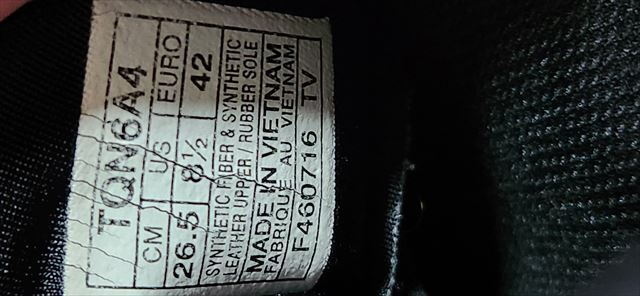 TQN6A4
CM US EURO
26.5 8½ 42
SYNTHETIC FIBER & SYNTHETIC
LEATHER UPPER / RUBBER SOLE
MADE IN VIETNAM
FABRIQUE AU VIETNAM
F460716 TV